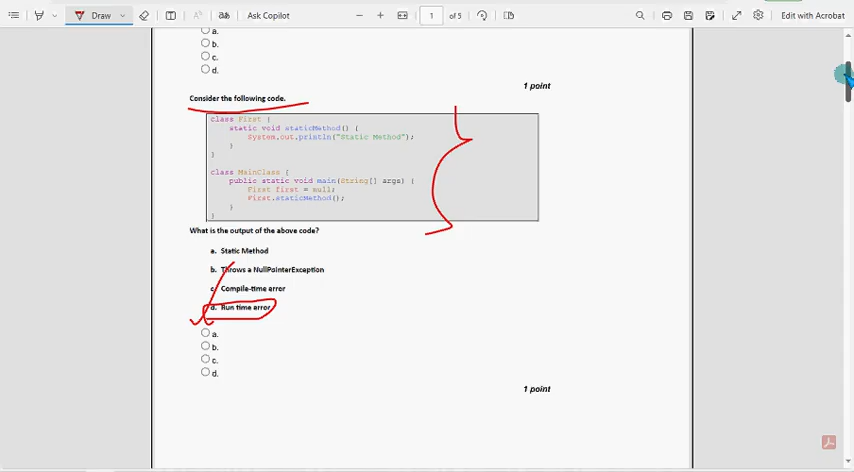 Draw
Ask Copilot
1
of 5
Edit with Acrobat
a.
b.
c.
d.
1 point
Consider the following code.
class First {
static void staticMethod() {
System.out.println("Static Method");
}
}
class MainClass {
public static void main(String[] args) {
First first = null;
First.staticMethod();
}
}
What is the output of the above code?
a. Static Method
b. Throws a NullPointerException
c. Compile-time error
d. Run time error
a.
b.
c.
d.
1 point